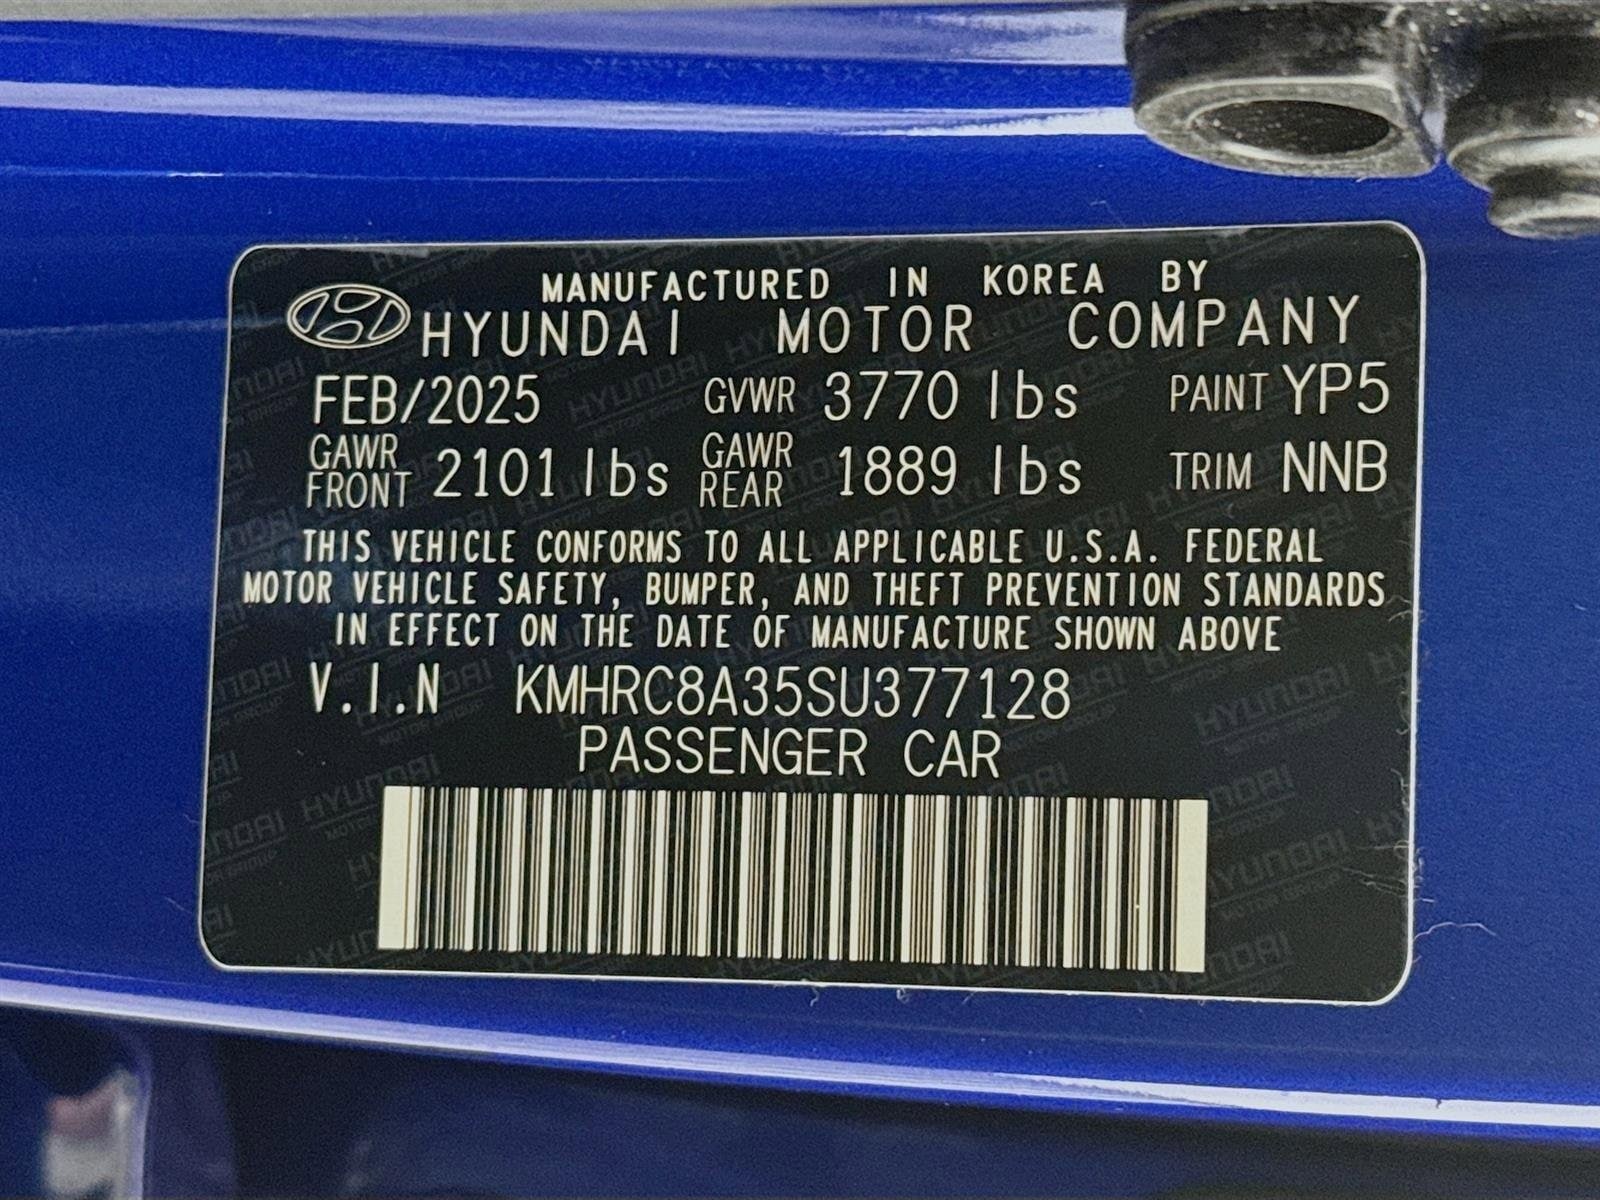 MANUFACTURED IN KOREA BY
HYUNDAI MOTOR COMPANY
FEB/2025 GVWR 3770 lbs PAINT YP5
GAWR FRONT 2101 lbs GAWR REAR 1889 lbs TRIM NNB
THIS VEHICLE CONFORMS TO ALL APPLICABLE U.S.A. FEDERAL
MOTOR VEHICLE SAFETY, BUMPER, AND THEFT PREVENTION STANDARDS
IN EFFECT ON THE DATE OF MANUFACTURE SHOWN ABOVE
V.I.N KMHRC8A35SU377128
PASSENGER CAR